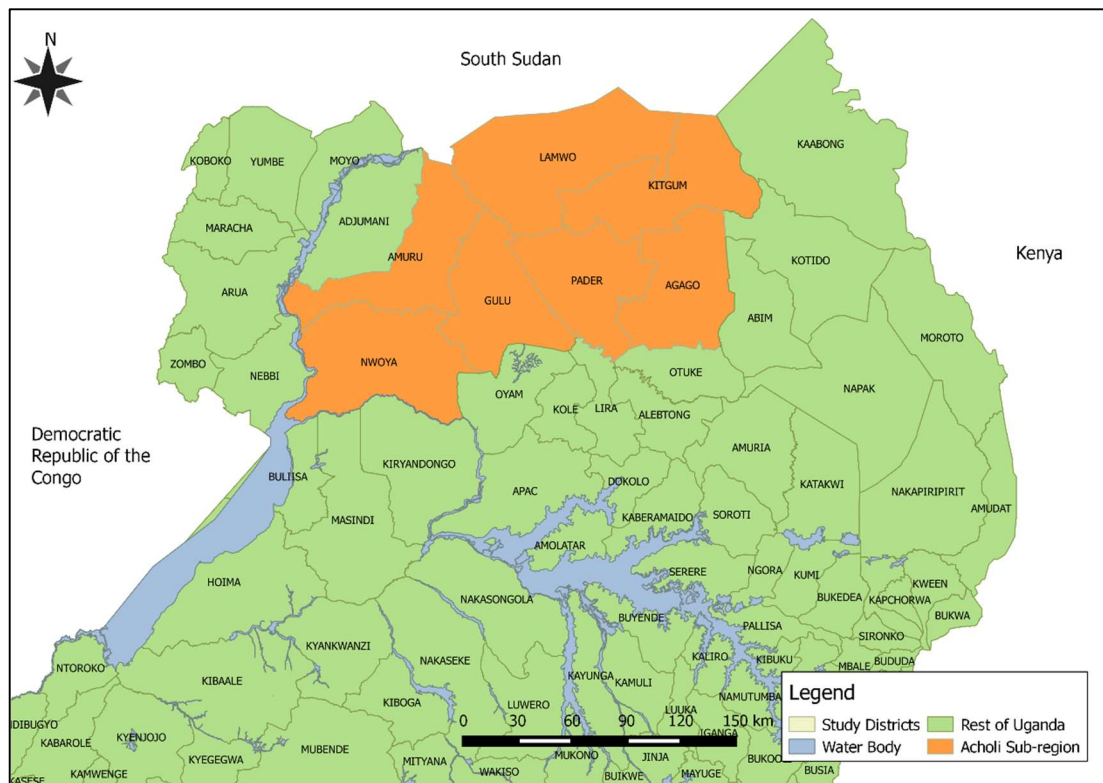 N
South Sudan
KAABONG
KOBOKO
YUMBE
MOYO
LAMWO
KITGUM
ADJUMANI
MARACHA
Kenya
AMURU
KOTIDO
ARUA
PADER
AGAGO
GULU
ABIM
MOROTO
ZOMBO
NEBBI
NWOYA
OTUKE
NAPAK
OYAM
KOLE
LIRA
ALEBTONG
Democratic
Republic of the
Congo
AMURIA
KIRYANDONGO
BULIISA
DOKOLO
KATAKWI
APAC
NAKAPIRIPIRIT
MASINDI
KABERAMAIDO
SOROTI
AMUDAT
AMOLATAR
SERERE
NGORA
KUMI
HOIMA
KWEEN
BUKEDEA
KAPCHORWA
NAKASONGOLA
BUKWA
BUYENDE
PALLISA
SIRONKO
KYANKWANZI
KALIRO
KIBUKU
NTOROKO
NAKASEKE
MBALE
BUDUDA
KIBAALE
KAYUNGA
KAMULI
NAMUTUMBA
KIBOGA
LUWERO
LUUKA
0 30 60 90 120 150 km
NDIBUGYO
KYENJOJO
IGANGA
KABAROLE
MUBENDE
BUKOOL
KYEGEGWA
MITYANA
MUKONO
JINJA
KASESE
KAMWENGE
WAKISO
BUIKWE
MAYUGE
BUSIA
Legend
Study Districts
Rest of Uganda
Water Body
Acholi Sub-region